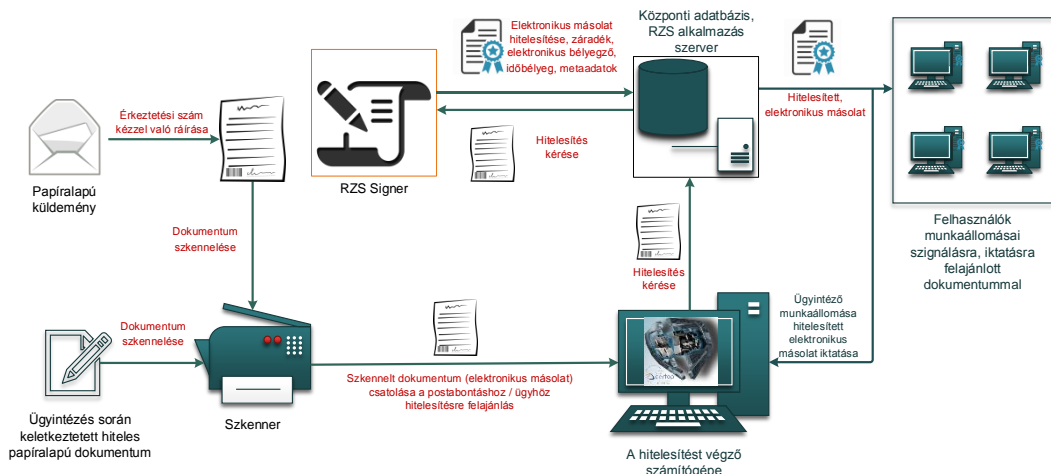 Elektronikus másolat
hitelesítése, záradék,
elektronikus bélyegző,
időbélyeg, metaadatok
Központi adatbázis,
RZS alkalmazás
szerver
Érkeztetési szám
kézzel való ráírása
Hitelesítés
kérése
Hitelesített,
elektronikus másolat
Papíralapú
küldemény
RZS Signer
Felhasználók
munkaállomásai
szignálásra, iktatásra
felajánlott
dokumentummal
Dokumentum
szkennelése
Hitelesítés
kérése
Ügyintéző
munkaállomása
hitelesített
elektronikus
másolat iktatása
Dokumentum
szkennelése
Szkennelt dokumentum (elektronikus másolat)
csatolása a postabontáshoz / ügyhöz
hitelesítésre felajánlás
Ügyintézés során
keletkeztetett hiteles
papíralapú dokumentum
Szkenner
A hitelesítést végző
számítógépe